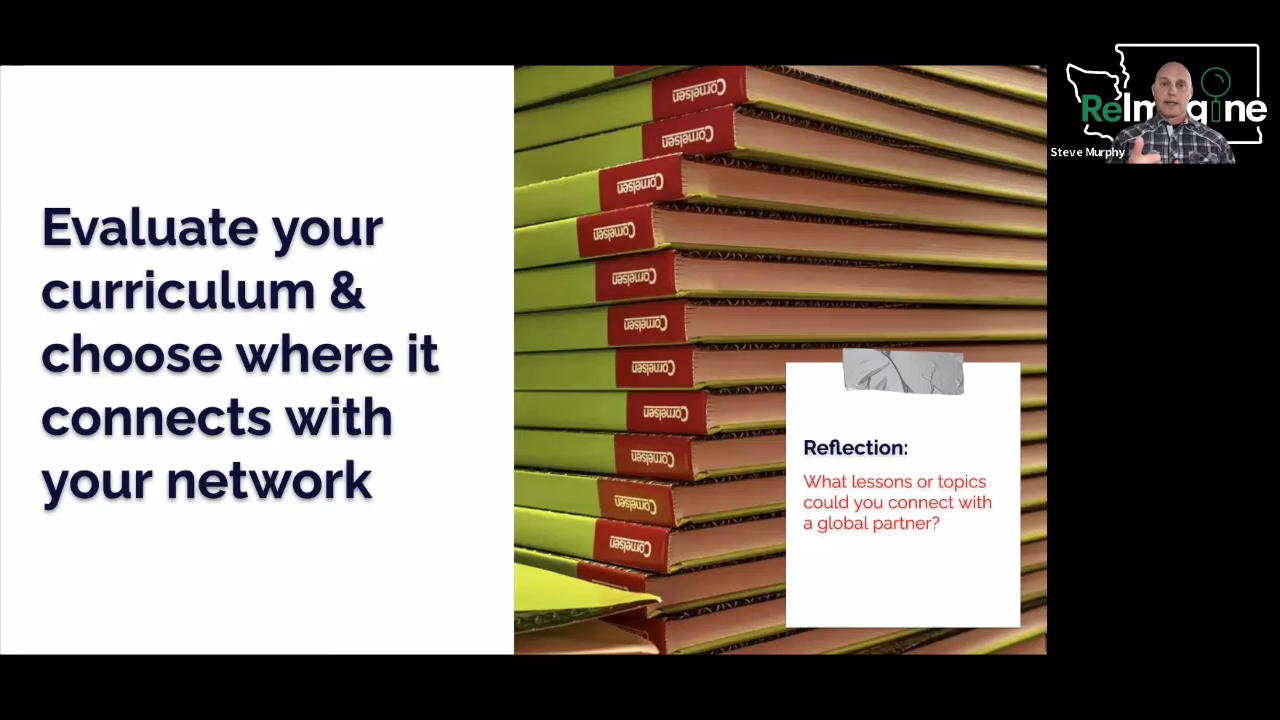 Evaluate your
curriculum &
choose where it
connects with
your network
Cornelsen
Cornelsen
Cornelsen
Cornelsen
Cornelsen
Cornelsen
Cornelsen
Cornelsen
Cornelsen
Cornelsen
Cornelsen
Reflection:
What lessons or topics
could you connect with
a global partner?
ReImagine
Steve Murphy